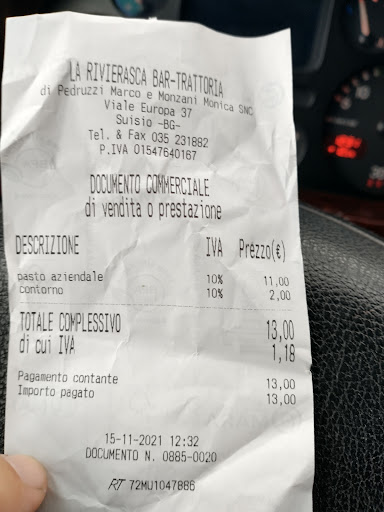 LA RIVIERASCA BAR-TRATTORIA
di Pedruzzi Marco e Monzani Monica SNC
Viale Europa 37
Suisio -BG-
Tel. & Fax 035 231882
P.IVA 01547640167
DOCUMENTO COMMERCIALE
di vendita o prestazione
DESCRIZIONE IVA Prezzo(€)
pasto aziendale 10% 11,00
contorno 10% 2,00
TOTALE COMPLESSIVO 13,00
di cui IVA 1,18
Pagamento contante 13,00
Importo pagato 13,00
15-11-2021 12:32
DOCUMENTO N. 0885-0020
RT 72MU1047886